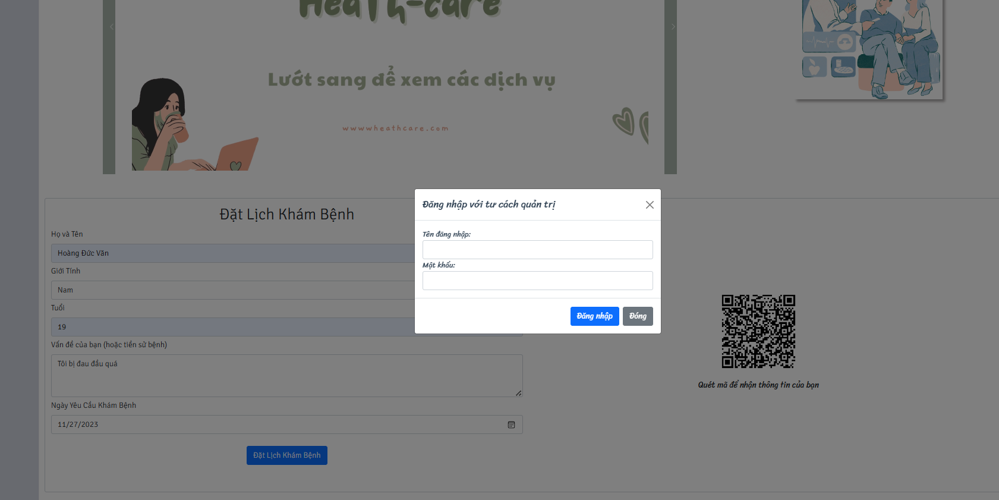 Heath-care
Lướt sang để xem các dịch vụ
wwwwheathcare.com
Đặt Lịch Khám Bệnh
Họ và Tên
Hoàng Đức Văn
Giới Tính
Nam
Tuổi
19
Vấn đề của bạn (hoặc tiền sử bệnh)
Tôi bị đau đầu quá
Ngày Yêu Cầu Khám Bệnh
11/27/2023
Đặt Lịch Khám Bệnh
Đăng nhập với tư cách quản trị
Tên đăng nhập:
Mật khẩu:
Đăng nhập
Đóng
Quét mã để nhận thông tin của bạn